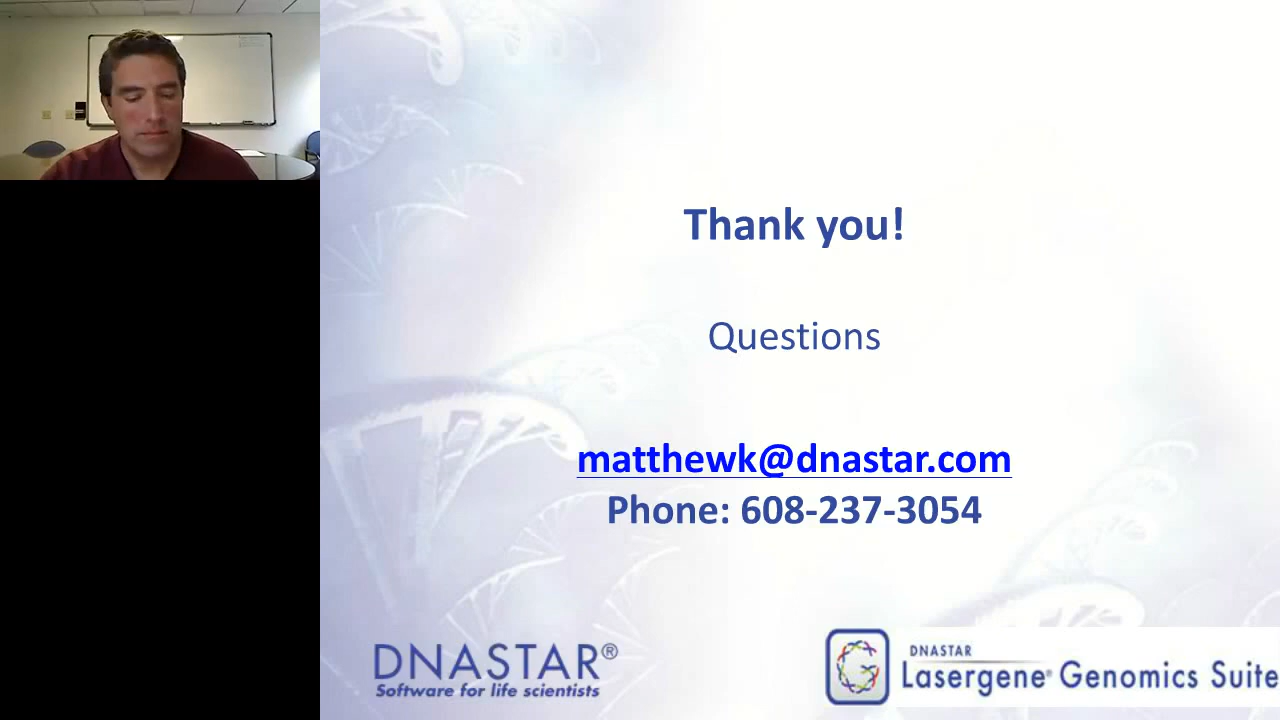 Thank you!
Questions
matthewk@dnastar.com
Phone: 608-237-3054
DNASTAR®
Software for life scientists
DNASTAR
Lasergene® Genomics Suite